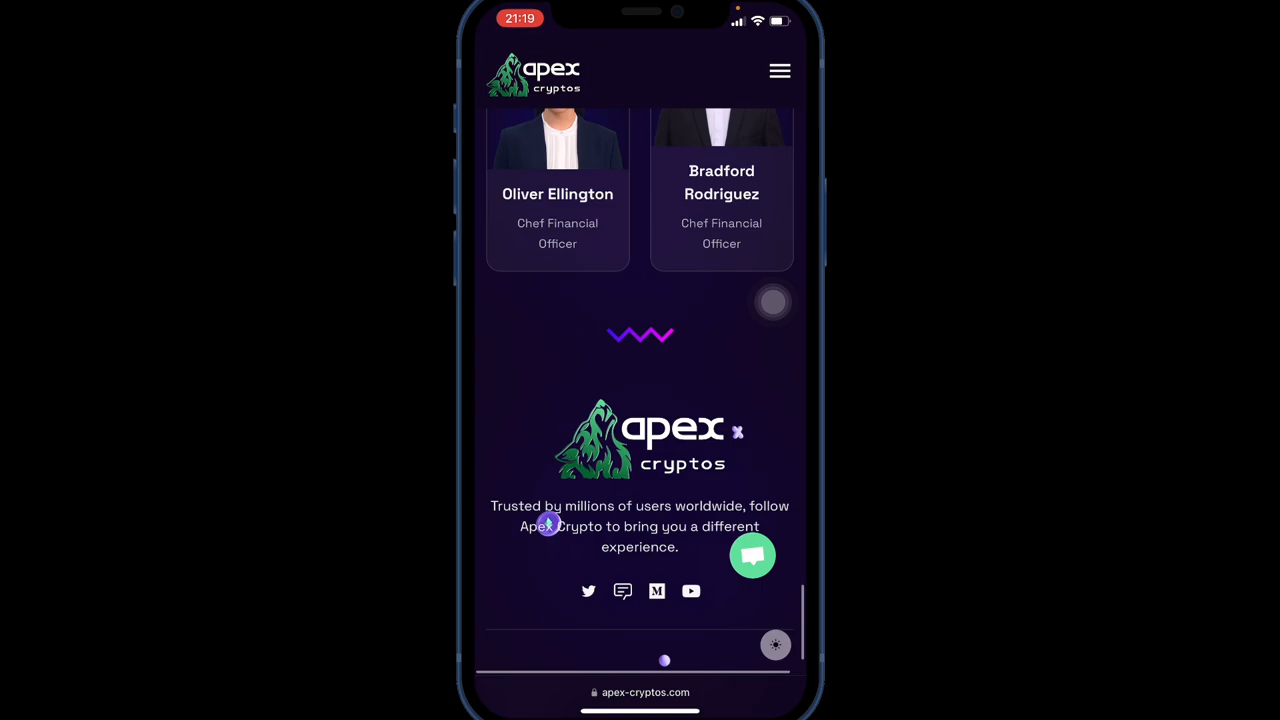 21:19
apex
cryptos
Oliver Ellington
Chef Financial
Officer
Bradford
Rodriguez
Chef Financial
Officer
apex
cryptos
Trusted by millions of users worldwide, follow
Apex Crypto to bring you a different
experience.
M
apex-cryptos.com